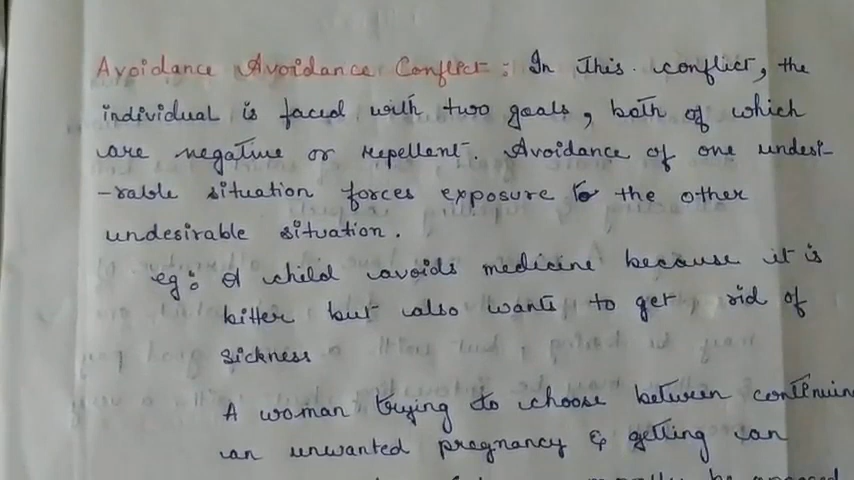 Avoidance Avoidance Conflict : In this conflict, the
individual is faced with two goals, both of which
are negative or repellent. Avoidance of one undesi-
-rable situation forces exposure to the other
undesirable situation.
eg: A child avoids medicine because it is
bitter but also wants to get rid of
sickness
A woman trying to choose between continuin
an unwanted pregnancy & getting an